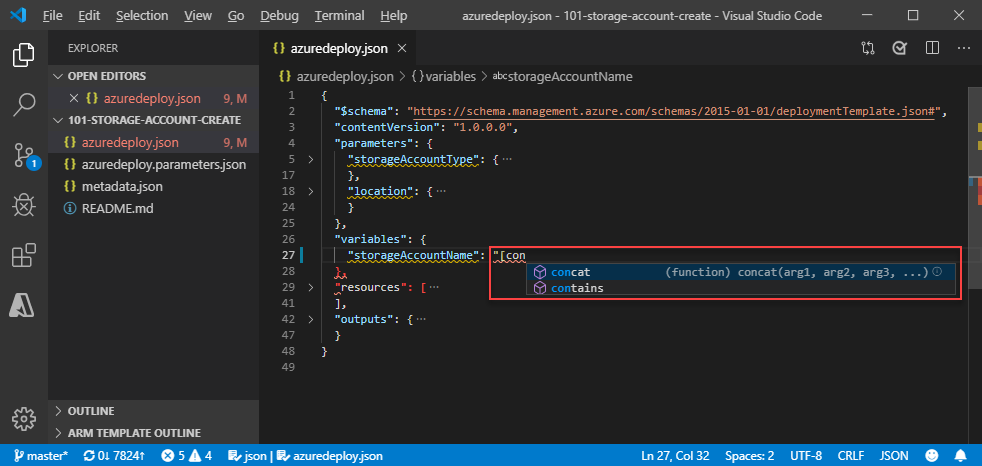 File Edit Selection View Go Debug Terminal Help azuredeploy.json - 101-storage-account-create - Visual Studio Code
EXPLORER
OPEN EDITORS
azuredeploy.json 9, M
101-STORAGE-ACCOUNT-CREATE
azuredeploy.json 9, M
azuredeploy.parameters.json
metadata.json
README.md
1
OUTLINE
ARM TEMPLATE OUTLINE
{} azuredeploy.json
{} azuredeploy.json > {} variables > abc storageAccountName
1 {
2 "$schema": "https://schema.management.azure.com/schemas/2015-01-01/deploymentTemplate.json#",
3 "contentVersion": "1.0.0.0",
4 "parameters": {
5 "storageAccountType": { ...
17 },
18 "location": { ...
24 }
25 },
26 "variables": {
27 "storageAccountName": "[con
concat (function) concat(arg1, arg2, arg3, ...)
contains
28 },
29 "resources": [ ...
41 ],
42 "outputs": { ...
47 }
48 }
49
master* 0↓ 7824↑ 5 4 json | azuredeploy.json Ln 27, Col 32 Spaces: 2 UTF-8 CRLF JSON